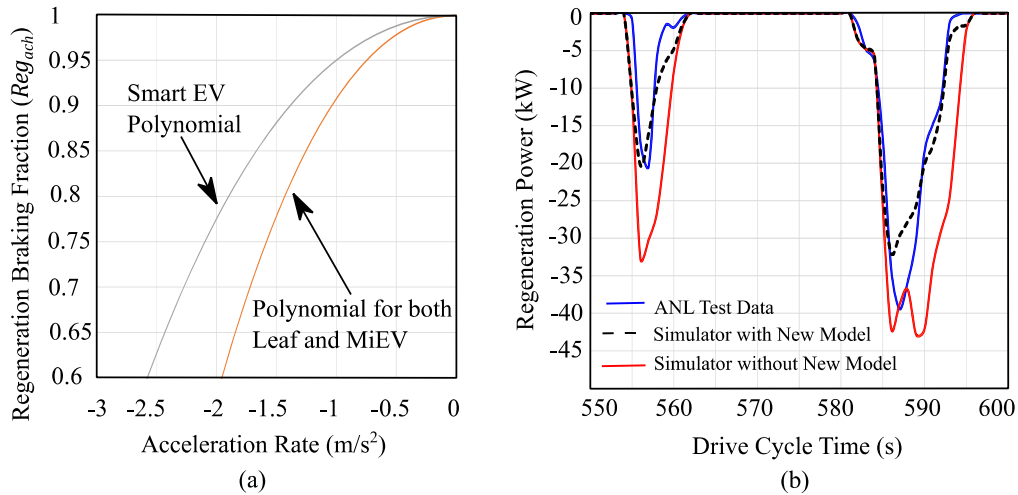 Regeneration Braking Fraction (Reg_ach)
1
0.95
0.9
0.85
0.8
0.75
0.7
0.65
0.6
Smart EV
Polynomial
Polynomial for both
Leaf and MiEV
-3
-2.5
-2
-1.5
-1
-0.5
0
Acceleration Rate (m/s²)
(a)
Regeneration Power (kW)
0
-5
-10
-15
-20
-25
-30
-35
-40
-45
ANL Test Data
Simulator with New Model
Simulator without New Model
550
560
570
580
590
600
Drive Cycle Time (s)
(b)